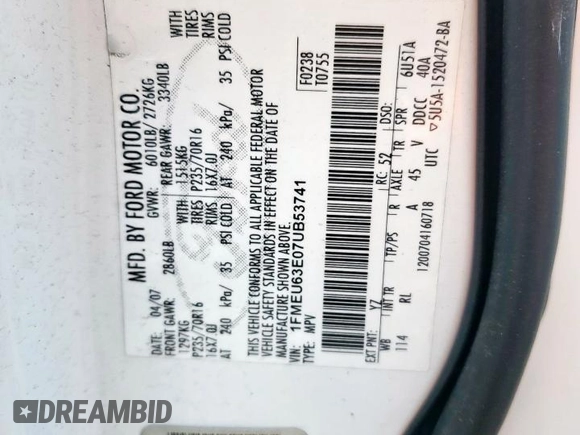 MFD. BY FORD MOTOR CO.
DATE: 04/07 GVWR: 6010LB/ 2726KG
FRONT GAWR: 2860LB REAR GAWR: 3340LB
1297KG WITH 1515KG WITH
P235/70R16 TIRES P235/70R16 TIRES
16X7.0J RIMS 16X7.0J RIMS
AT 240 kPa/ 35 PSI COLD AT 240 kPa/ 35 PSI COLD
THIS VEHICLE CONFORMS TO ALL APPLICABLE FEDERAL MOTOR
VEHICLE SAFETY STANDARDS IN EFFECT ON THE DATE OF
MANUFACTURE SHOWN ABOVE.
F0238
T0755
VIN: 1FMEU63E07UB53741
TYPE: MPV
EXT PNT: YZ RC: 52 DSO:
WB INT TR TP/PS R AXLE TR SPR 6U51A
114 RL A 45 V DDCC 40A
1200704160718 UTC ▽5U5A-1520472-BA
DREAMBID